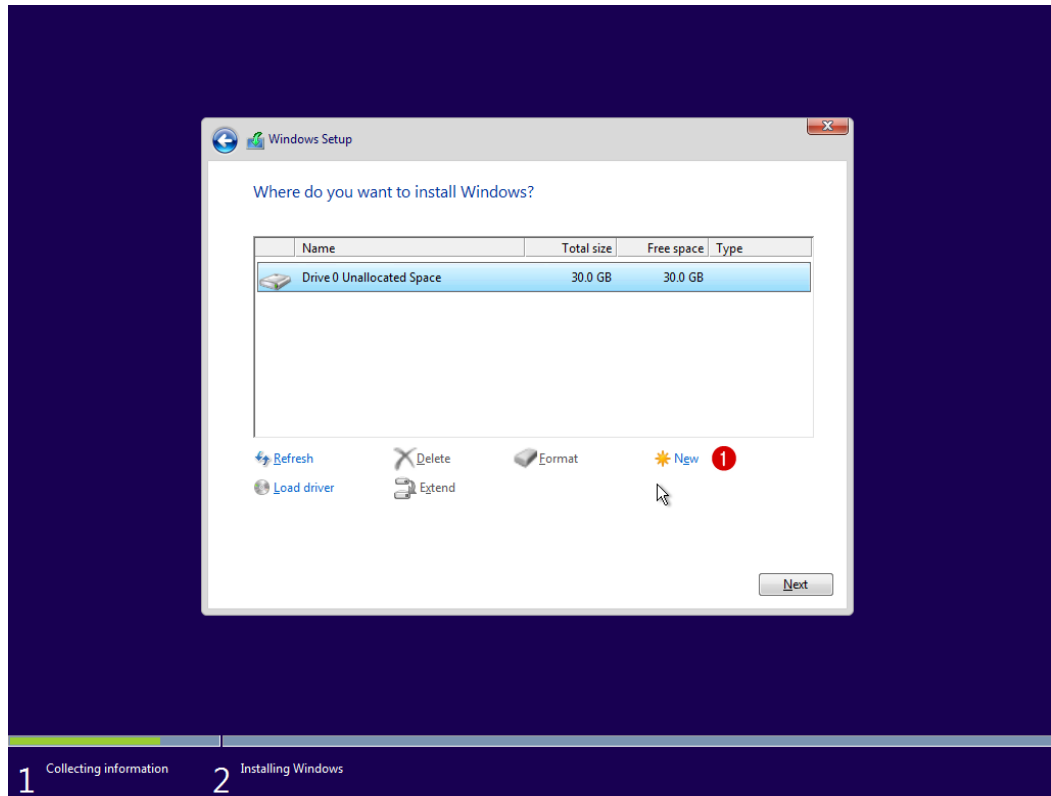 Windows Setup
Where do you want to install Windows?
Name Total size Free space Type
Drive 0 Unallocated Space 30.0 GB 30.0 GB
Refresh Delete Format New 1
Load driver Extend
Next
1 Collecting information 2 Installing Windows